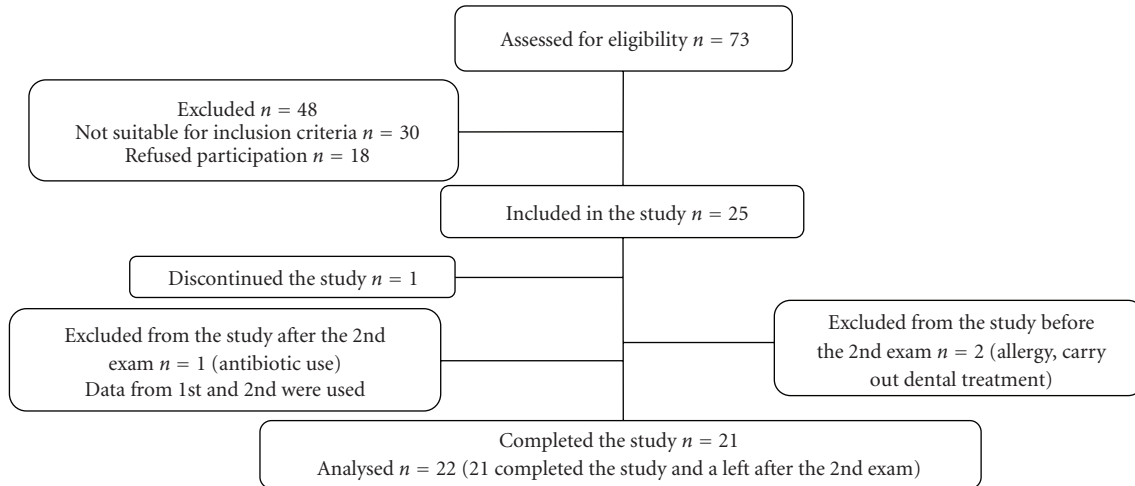 Assessed for eligibility n = 73
Excluded n = 48
Not suitable for inclusion criteria n = 30
Refused participation n = 18
Included in the study n = 25
Discontinued the study n = 1
Excluded from the study before
the 2nd exam n = 2 (allergy, carry
out dental treatment)
Excluded from the study after the 2nd
exam n = 1 (antibiotic use)
Data from 1st and 2nd were used
Completed the study n = 21
Analysed n = 22 (21 completed the study and a left after the 2nd exam)